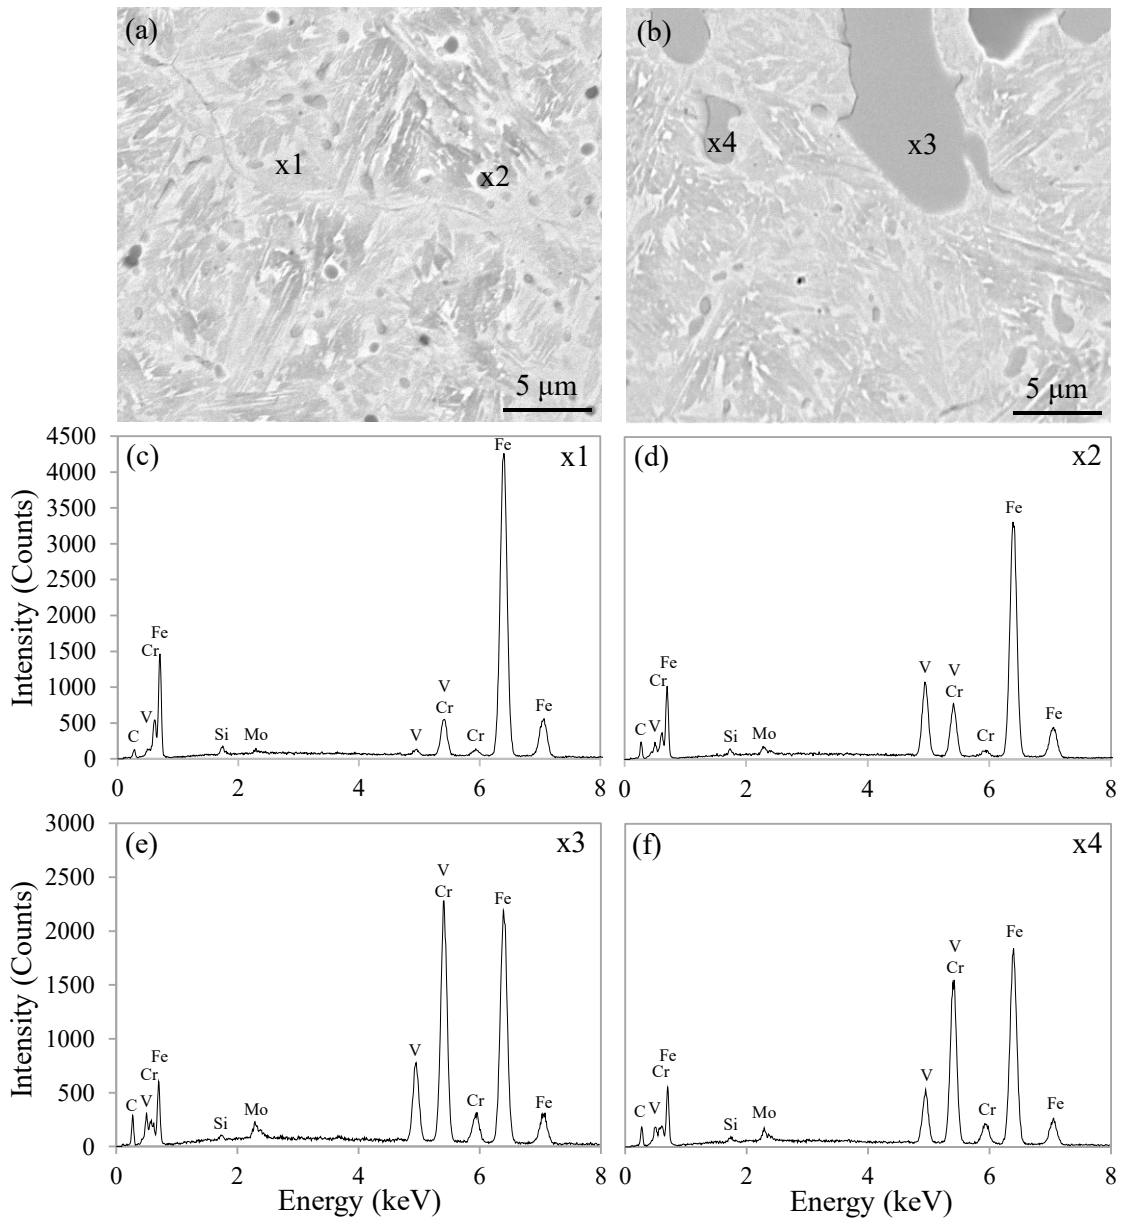 (a)
(b)
x1
x2
x4
x3
5 µm
5 µm
(c)
x1
(d)
x2
Intensity (Counts)
4500
4000
3500
3000
2500
2000
1500
1000
500
0
C
V
Cr
Fe
Si
Mo
V
V
Cr
Cr
Fe
Fe
0
2
4
6
8
C
V
Cr
Fe
Si
Mo
V
V
Cr
Cr
Fe
Fe
0
2
4
6
8
(e)
x3
(f)
x4
Intensity (Counts)
3000
2500
2000
1500
1000
500
0
C
V
Cr
Fe
Si
Mo
V
V
Cr
Cr
Fe
Fe
0
2
4
6
8
Energy (keV)
C
V
Cr
Fe
Si
Mo
V
V
Cr
Cr
Fe
Fe
0
2
4
6
8
Energy (keV)